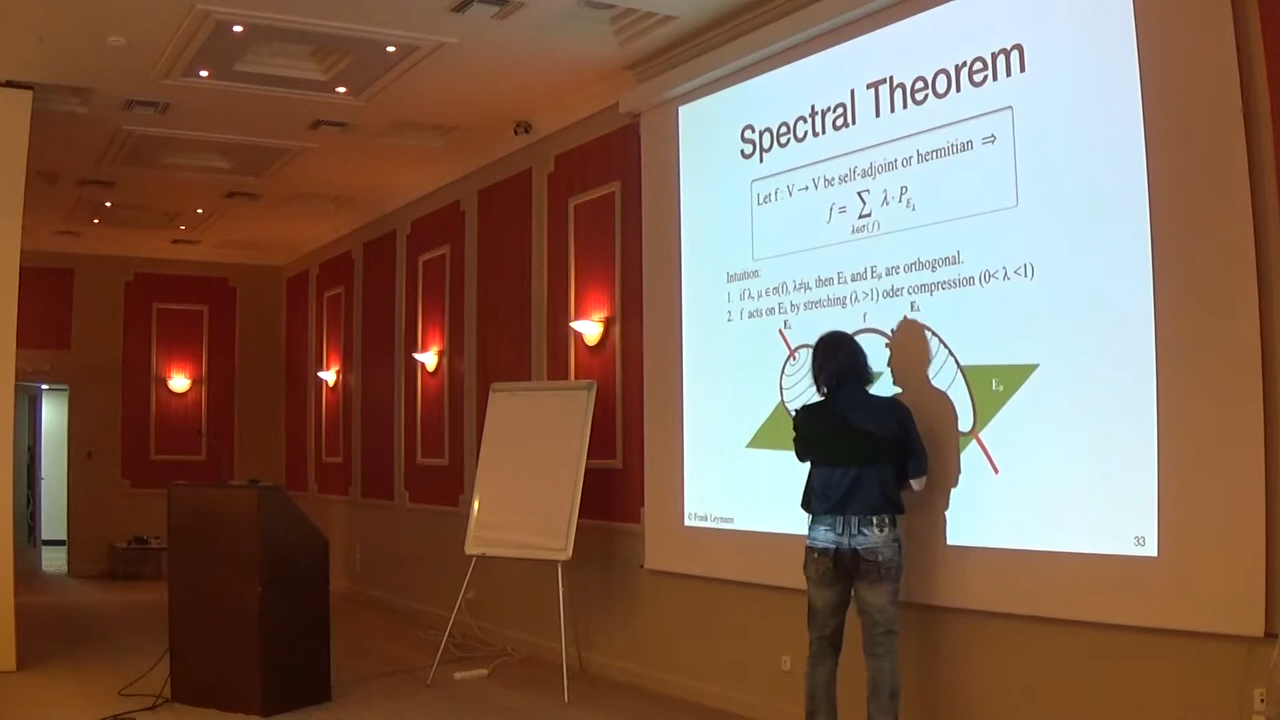 Spectral Theorem
Let f : V → V be self-adjoint or hermitian ⇒
f = ∑ λ · P_{E_λ}
λ∈σ(f)
Intuition:
1. if λ, μ ∈ σ(f), λ≠μ, then E_λ and E_μ are orthogonal.
2. f acts on E_λ by stretching (λ >1) oder compression (0< λ <1)
E_λ f E_λ
E_μ
© Frank Leymann
33